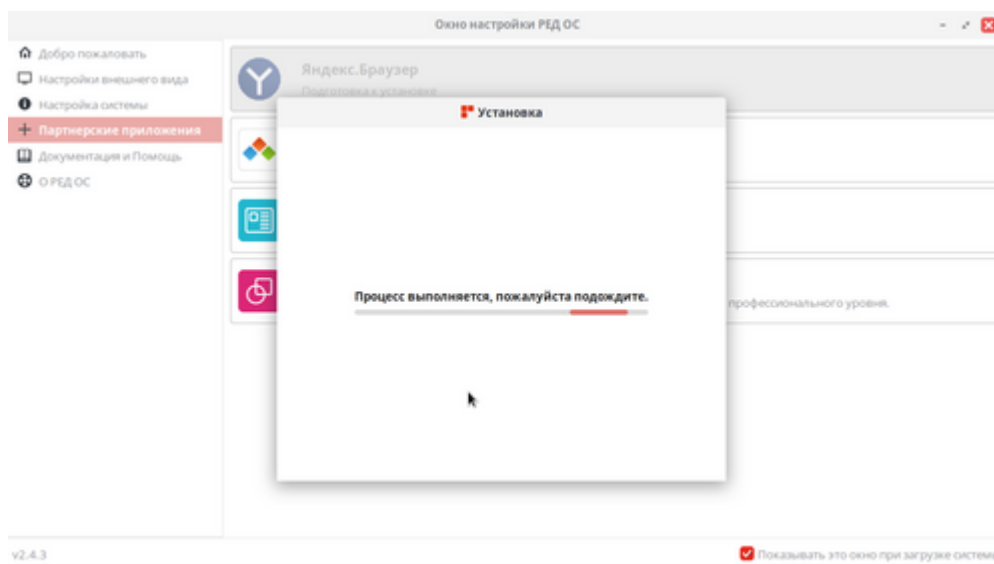 Окно настройки РЕД ОС
Добро пожаловать
Настройки внешнего вида
Настройка системы
Партнерские приложения
Документация и Помощь
О РЕД ОС
Яндекс.Браузер
Подготовка к установке
Установка
Процесс выполняется, пожалуйста подождите.
профессионального уровня.
v2.4.3
Показывать это окно при загрузке систем